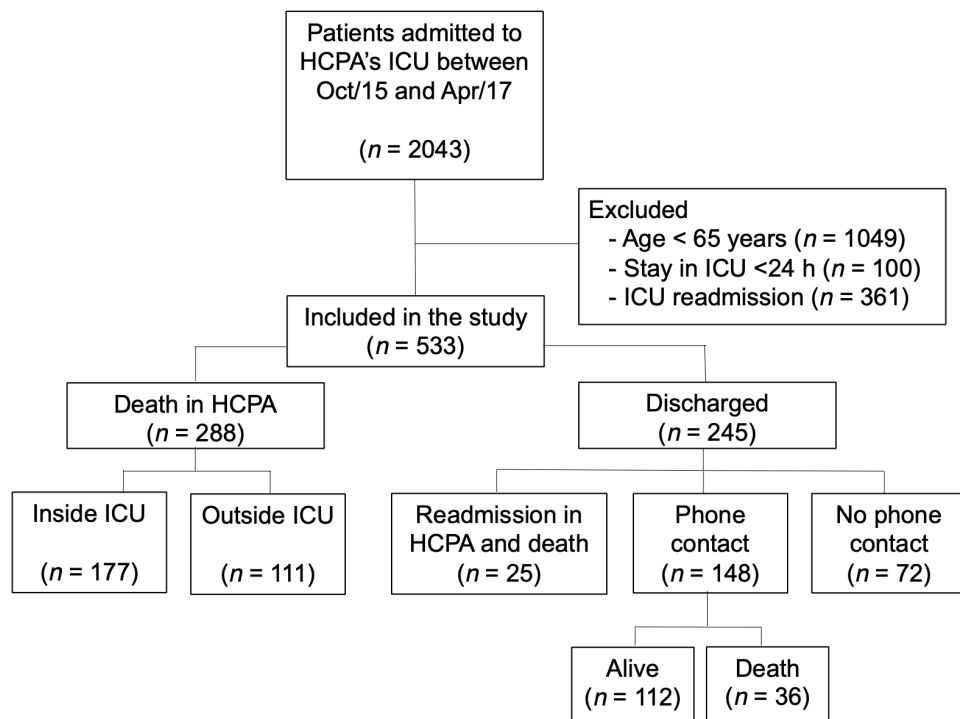 Patients admitted to
HCPA's ICU between
Oct/15 and Apr/17
(n = 2043)
Excluded
- Age < 65 years (n = 1049)
- Stay in ICU <24 h (n = 100)
- ICU readmission (n = 361)
Included in the study
(n = 533)
Death in HCPA
(n = 288)
Discharged
(n = 245)
Inside ICU
(n = 177)
Outside ICU
(n = 111)
Readmission in
HCPA and death
(n = 25)
Phone
contact
(n = 148)
No phone
contact
(n = 72)
Alive
(n = 112)
Death
(n = 36)